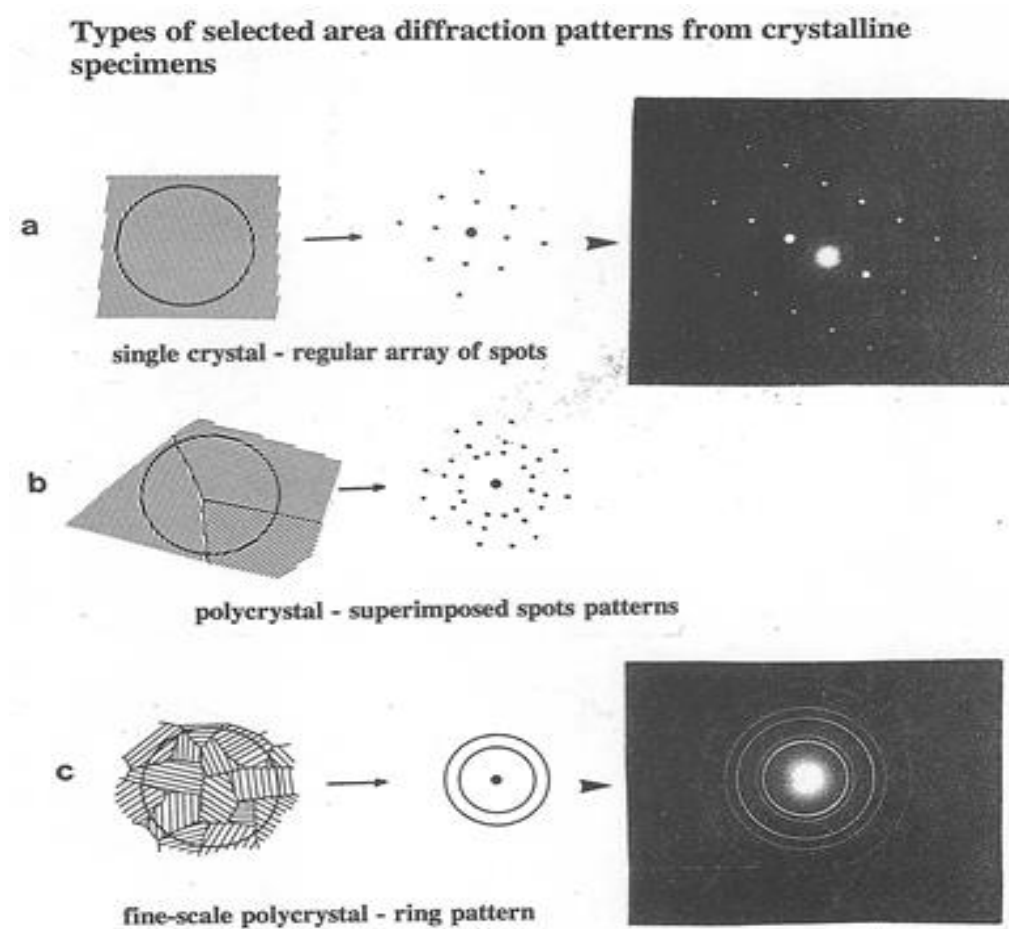 Types of selected area diffraction patterns from crystalline
specimens
a
single crystal - regular array of spots
b
polycrystal - superimposed spots patterns
c
fine-scale polycrystal - ring pattern